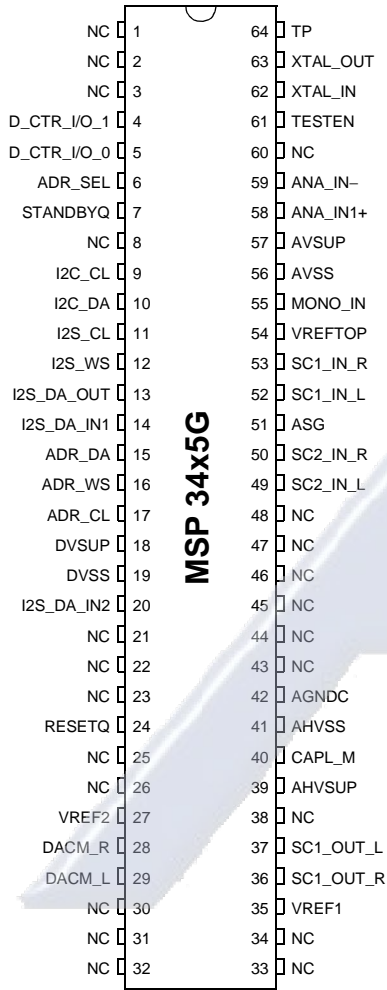 NC 1 64 TP
NC 2 63 XTAL_OUT
NC 3 62 XTAL_IN
D_CTR_I/O_1 4 61 TESTEN
D_CTR_I/O_0 5 60 NC
ADR_SEL 6 59 ANA_IN−
STANDBYQ 7 58 ANA_IN1+
NC 8 57 AVSUP
I2C_CL 9 56 AVSS
I2C_DA 10 55 MONO_IN
I2S_CL 11 54 VREFTOP
I2S_WS 12 53 SC1_IN_R
I2S_DA_OUT 13 52 SC1_IN_L
I2S_DA_IN1 14 51 ASG
ADR_DA 15 50 SC2_IN_R
ADR_WS 16 49 SC2_IN_L
ADR_CL 17 48 NC
DVSUP 18 47 NC
DVSS 19 46 NC
I2S_DA_IN2 20 45 NC
NC 21 44 NC
NC 22 43 NC
NC 23 42 AGNDC
RESETQ 24 41 AHVSS
NC 25 40 CAPL_M
NC 26 39 AHVSUP
VREF2 27 38 NC
DACM_R 28 37 SC1_OUT_L
DACM_L 29 36 SC1_OUT_R
NC 30 35 VREF1
NC 31 34 NC
NC 32 33 NC
MSP 34x5G